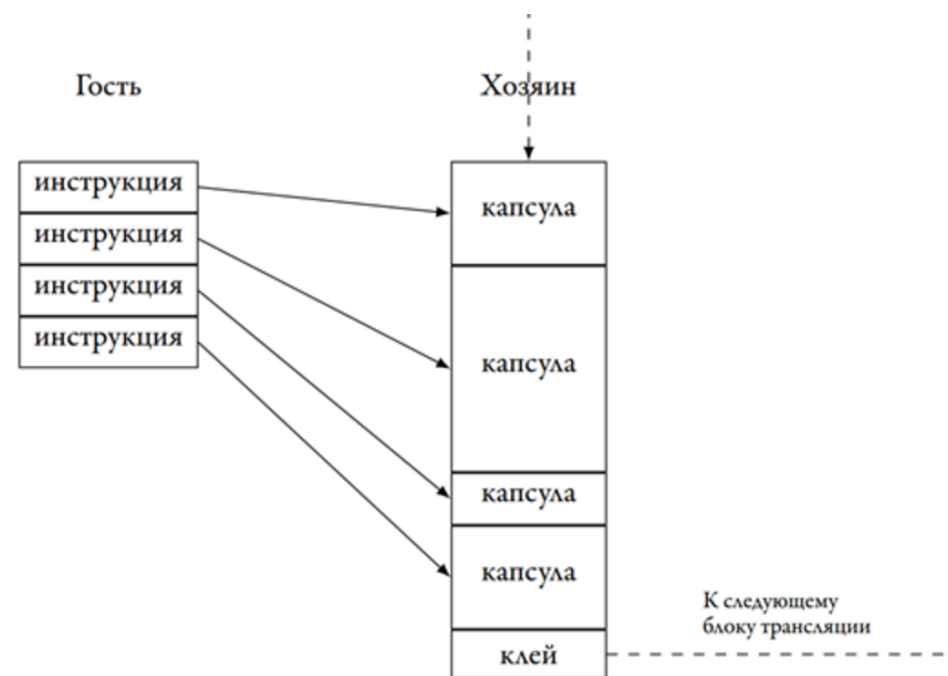 Гость
Хозяин
инструкция
инструкция
инструкция
инструкция
капсула
капсула
капсула
капсула
клей
К следующему
блоку трансляции